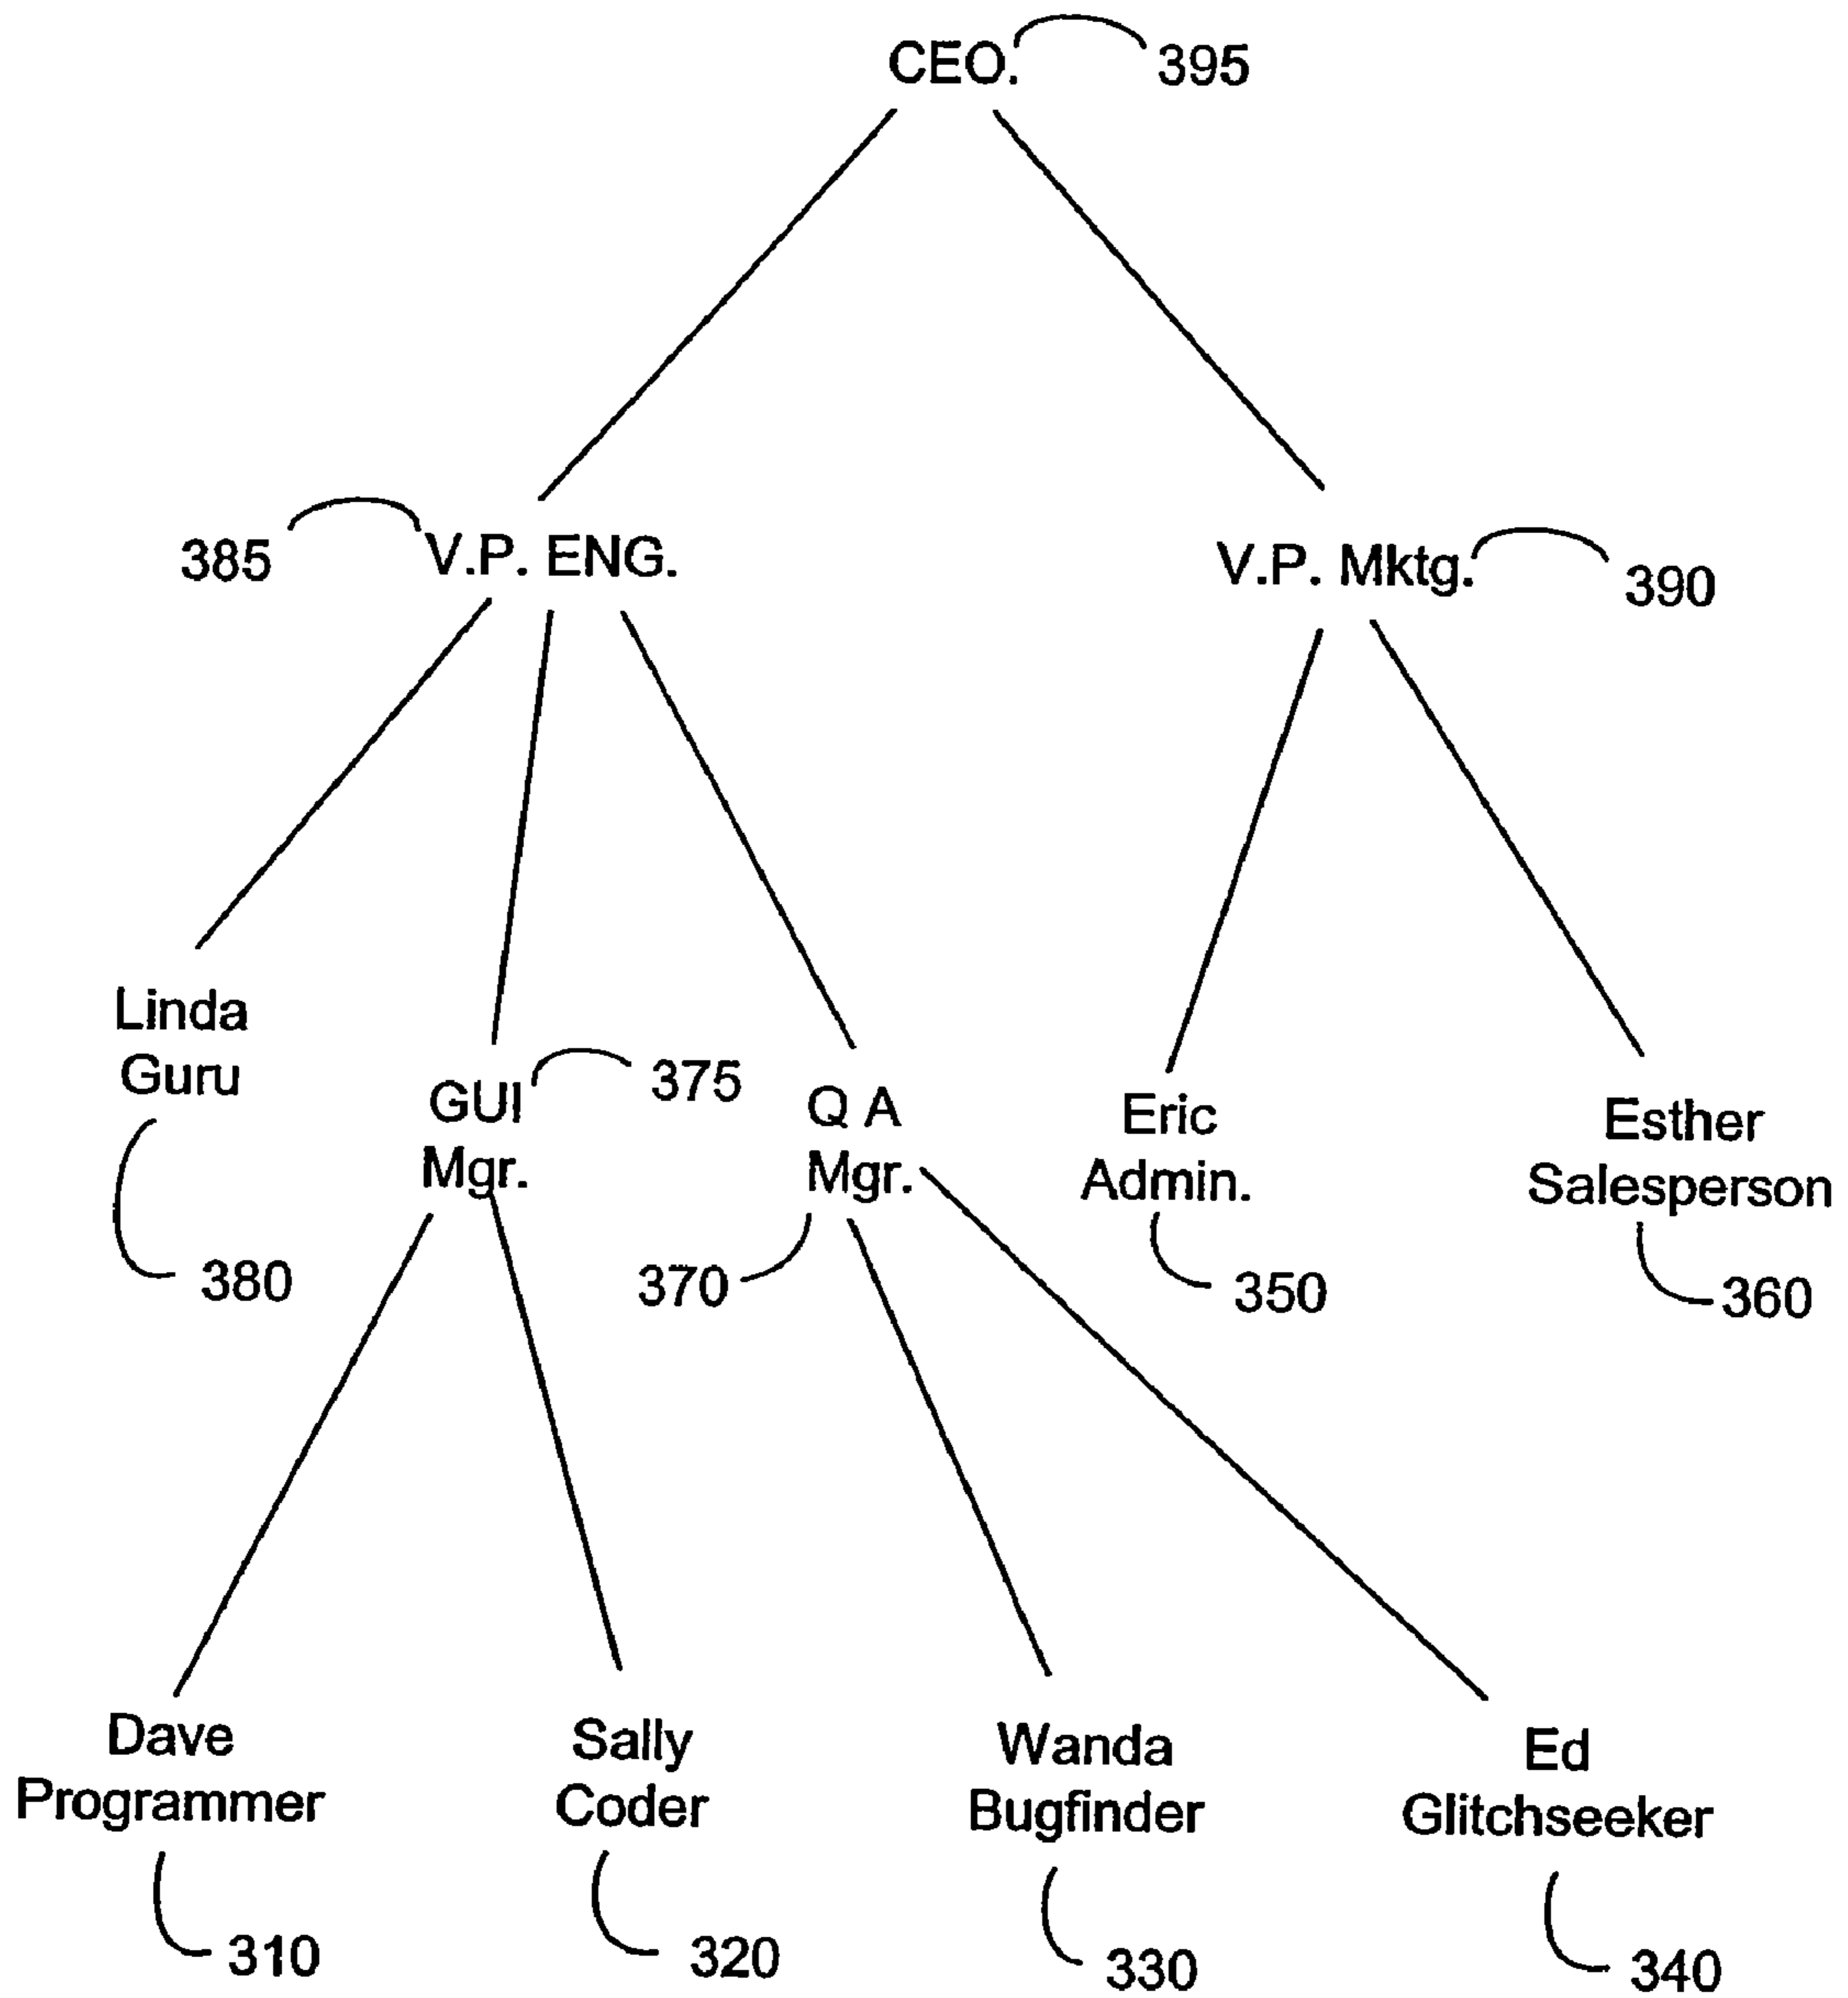 CEO. 395
385 V.P. ENG. V.P. Mktg. 390
Linda
Guru
380
GUI 375
Mgr.
Q A
Mgr.
370
Eric
Admin.
350
Esther
Salesperson
360
Dave
Programmer
310
Sally
Coder
320
Wanda
Bugfinder
330
Ed
Glitchseeker
340